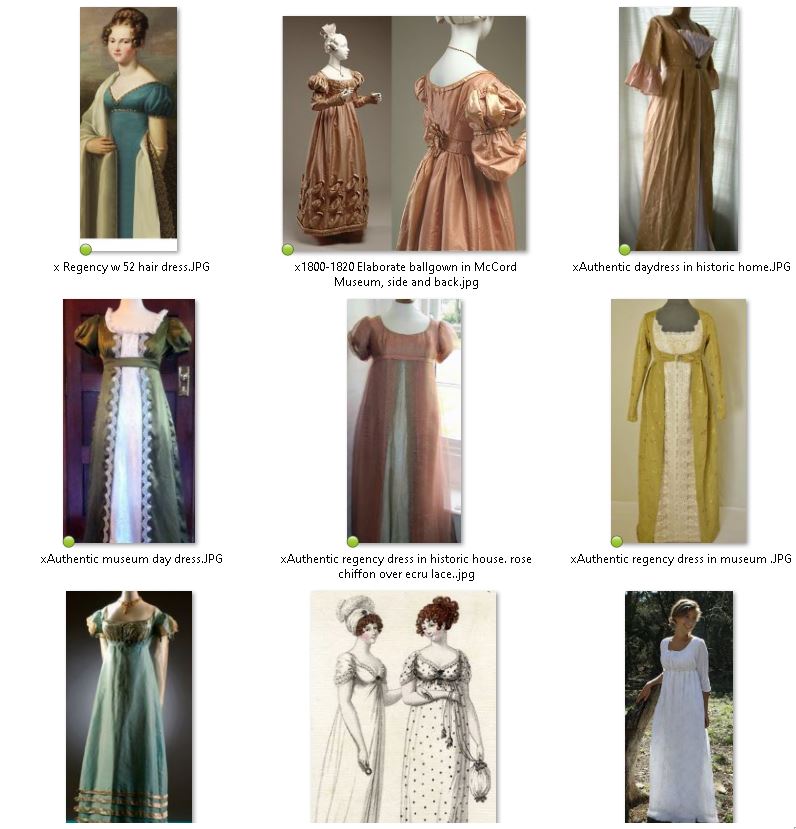 x Regency w 52 hair dress.JPG
x1800-1820 Elaborate ballgown in McCord
Museum, side and back.jpg
xAuthentic daydress in historic home.JPG
xAuthentic museum day dress.JPG
xAuthentic regency dress in historic house. rose
chiffon over ecru lace..jpg
xAuthentic regency dress in museum .JPG